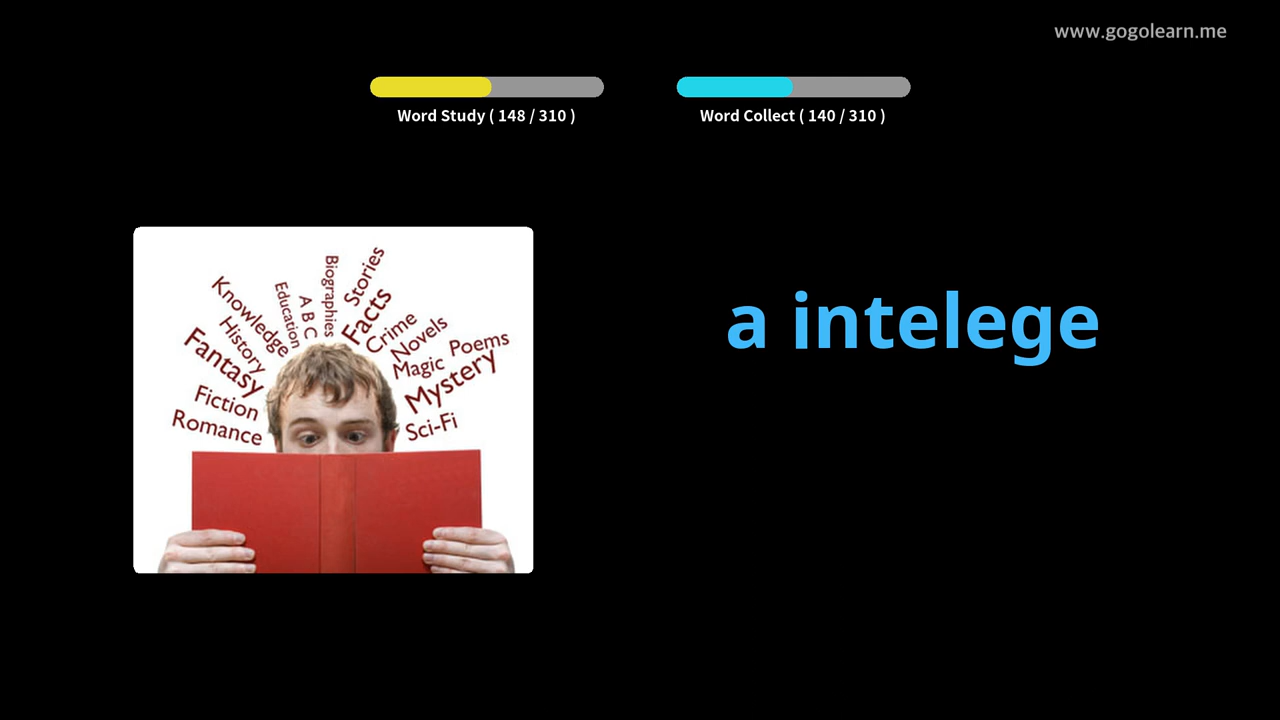 www.gogolearn.me
Word Study ( 148 / 310 )
Word Collect ( 140 / 310 )
a intelege
Knowledge
Education
A B C
Biographies
Stories
Facts
Crime
Novels
Poems
History
Fantasy
Magic
Mystery
Fiction
Romance
Sci-Fi